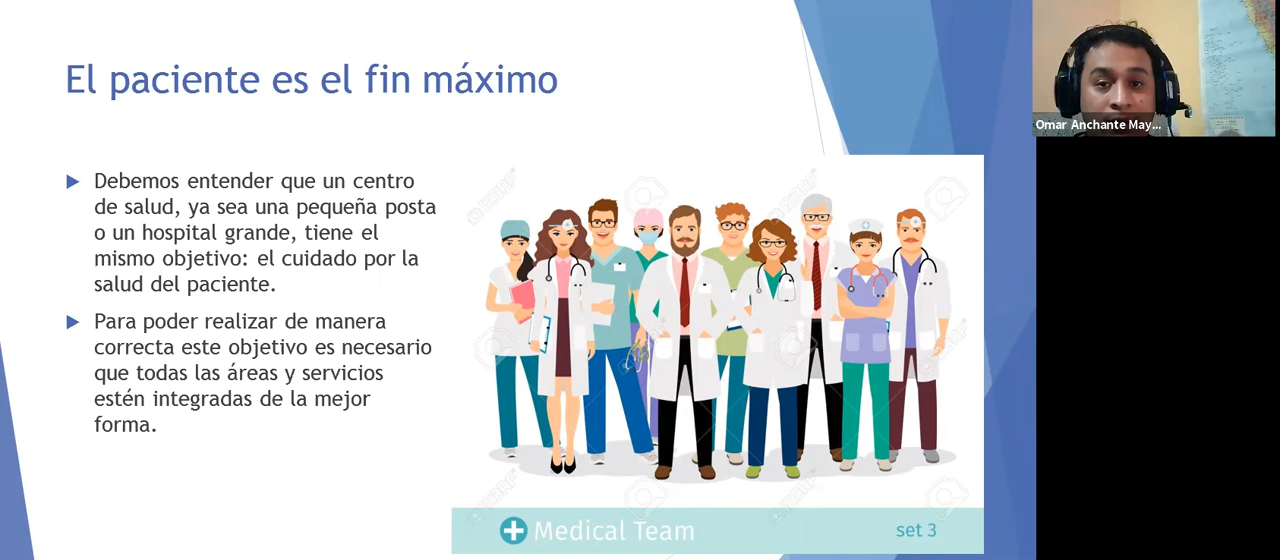 El paciente es el fin máximo
Debemos entender que un centro
de salud, ya sea una pequeña posta
o un hospital grande, tiene el
mismo objetivo: el cuidado por la
salud del paciente.
Para poder realizar de manera
correcta este objetivo es necesario
que todas las áreas y servicios
estén integradas de la mejor
forma.
Medical Team
set 3
Omar Anchante May...